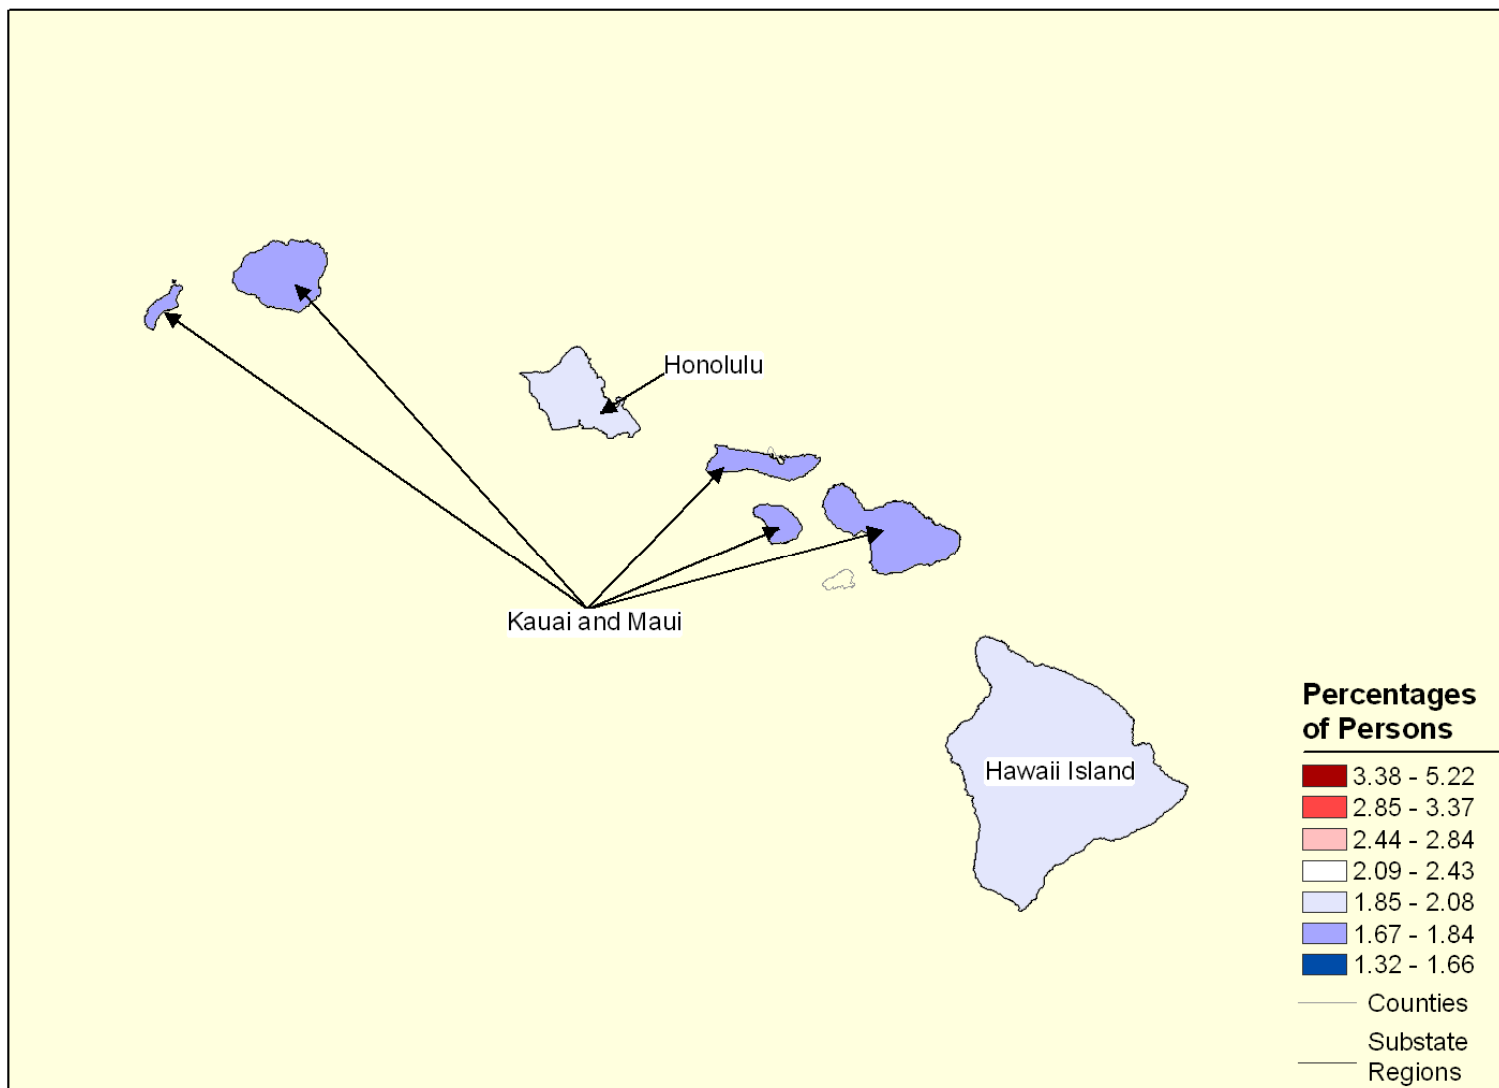 Honolulu
Kauai and Maui
Hawaii Island
Percentages
of Persons
3.38 - 5.22
2.85 - 3.37
2.44 - 2.84
2.09 - 2.43
1.85 - 2.08
1.67 - 1.84
1.32 - 1.66
Counties
Substate
Regions